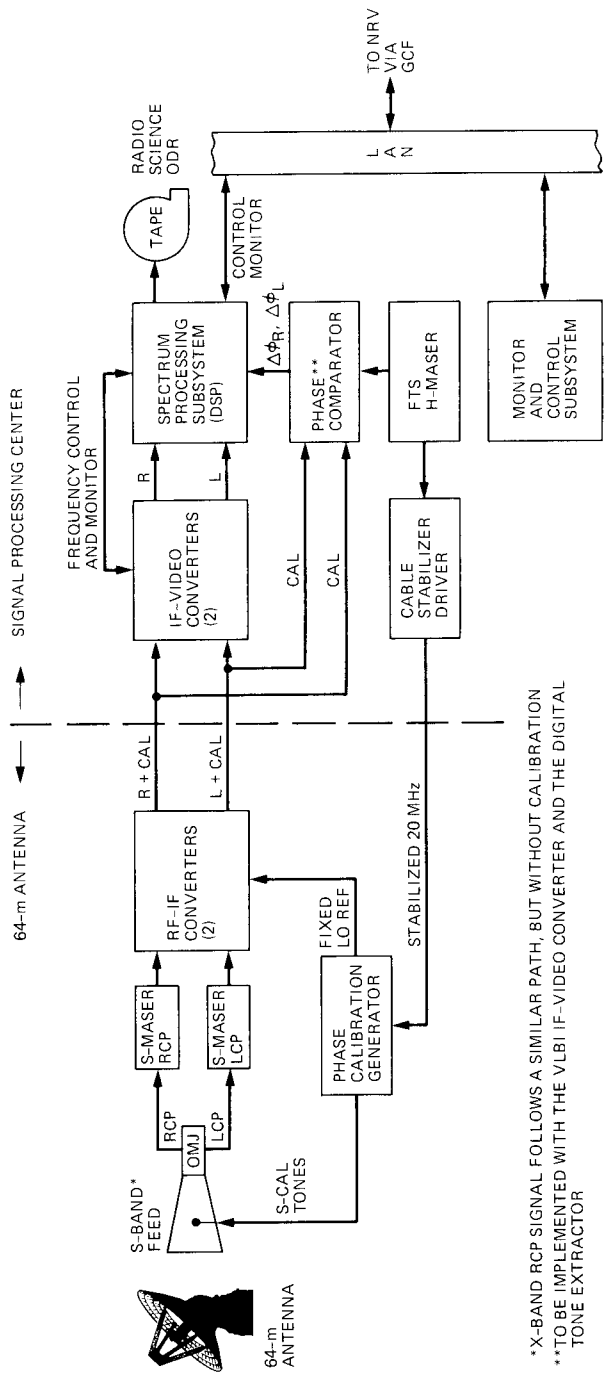 64-m ANTENNA
SIGNAL PROCESSING CENTER
64-m
ANTENNA
S-BAND*
FEED
OMJ
RCP
LCP
S-MASER
RCP
S-MASER
LCP
RF-IF
CONVERTERS
(2)
R + CAL
L + CAL
IF-VIDEO
CONVERTERS
(2)
FREQUENCY CONTROL
AND MONITOR
R
L
SPECTRUM
PROCESSING
SUBSYSTEM
(DSP)
TAPE
RADIO
SCIENCE
ODR
CONTROL
MONITOR
S-CAL
TONES
PHASE
CALIBRATION
GENERATOR
FIXED
LO REF
STABILIZED 20 MHz
CAL
CAL
PHASE**
COMPARATOR
ΔΦR, ΔΦL
CABLE
STABILIZER
DRIVER
FTS
H-MASER
MONITOR
AND
CONTROL
SUBSYSTEM
L
A
N
TO NRV
VIA
GCF
*X-BAND RCP SIGNAL FOLLOWS A SIMILAR PATH, BUT WITHOUT CALIBRATION
**TO BE IMPLEMENTED WITH THE VLBI IF-VIDEO CONVERTER AND THE DIGITAL
TONE EXTRACTOR